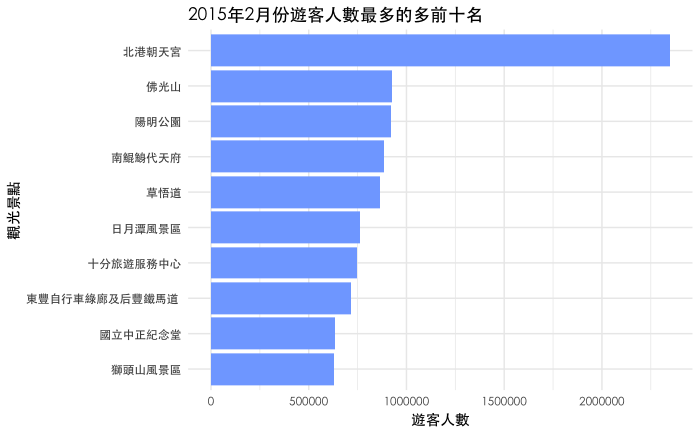 2015年2月份遊客人數最多的多前十名
觀光景點
北港朝天宮
佛光山
陽明公園
南鯤鯓代天府
草悟道
日月潭風景區
十分旅遊服務中心
東豐自行車綠廊及后豐鐵馬道
國立中正紀念堂
獅頭山風景區
0 500000 1000000 1500000 2000000
遊客人數